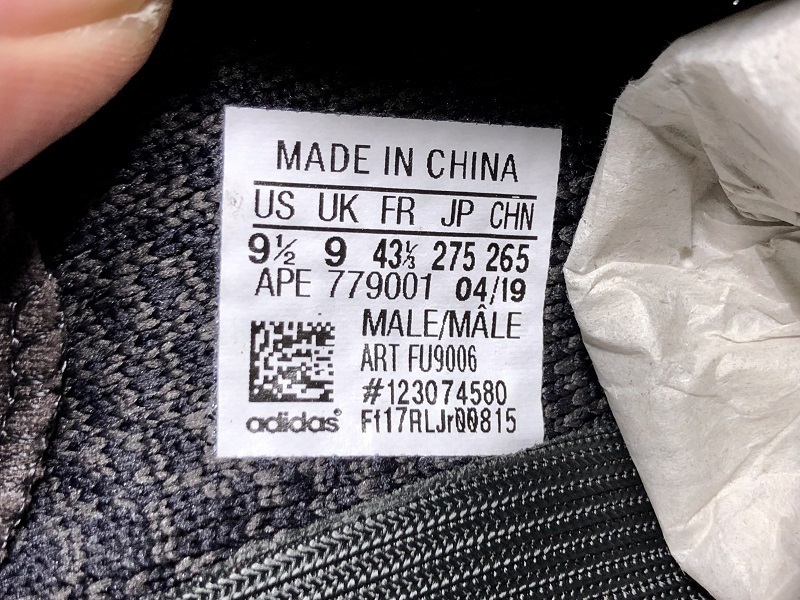 MADE IN CHINA
US UK FR JP CHN
9½ 9 43⅓ 275 265
APE 779001 04/19
MALE/MÂLE
ART FU9006
#123074580
adidas® Ff17RLJr00815